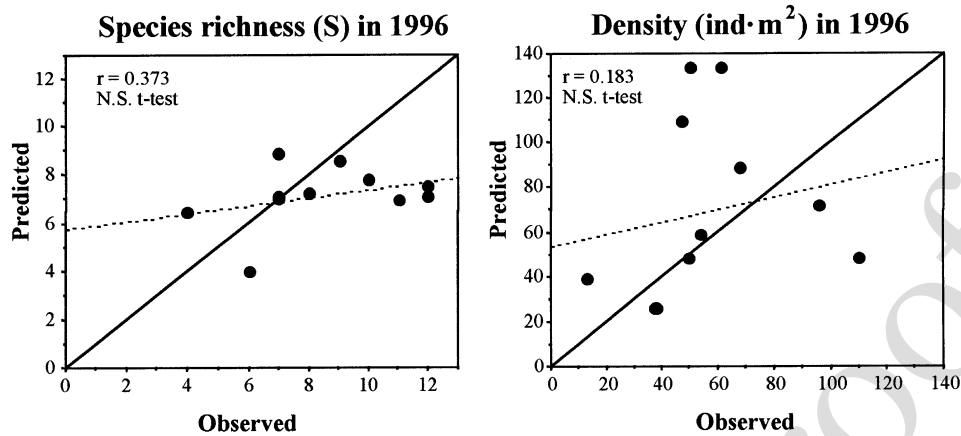 Species richness (S) in 1996
r = 0.373
N.S. t-test
12
10
8
6
4
2
0
Predicted
0 2 4 6 8 10 12
Observed
Density (ind·m²) in 1996
r = 0.183
N.S. t-test
140
120
100
80
60
40
20
0
Predicted
0 20 40 60 80 100 120 140
Observed